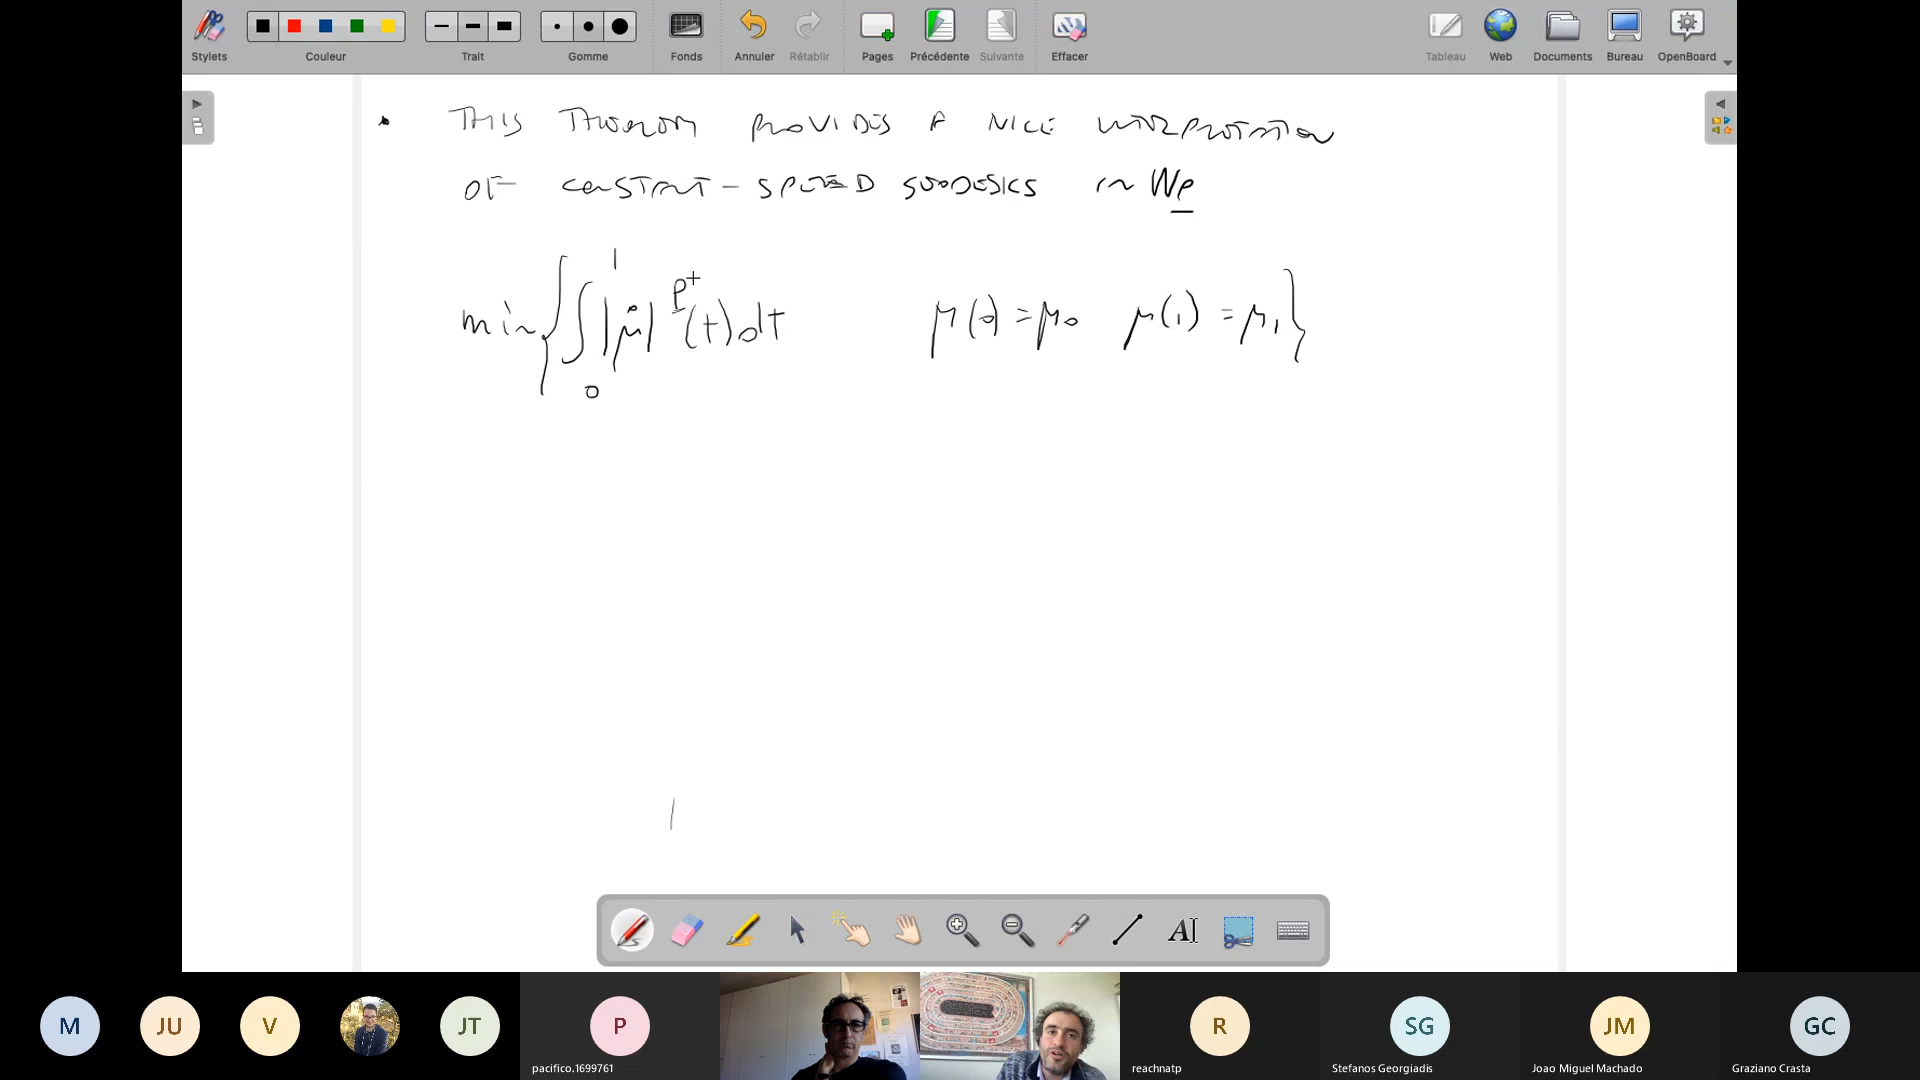 Stylets Couleur Trait Gomme Fonds Annuler Rétablir Pages Précédente Suivante Effacer Tableau Web Documents Bureau OpenBoard
• THIS THEOREM PROVIDES A NICE INTERPRETATION
OF CONSTANT-SPEED GEODESICS in Wp
min { ∫₀¹ |μ̇|^p (t) dt μ(0) = μ₀ μ(1) = μ₁ }
AI
M JU V JT P R SG JM GC
pacifico.1699761 reachnatp Stefanos Georgiadis Joao Miguel Machado Graziano Crasta